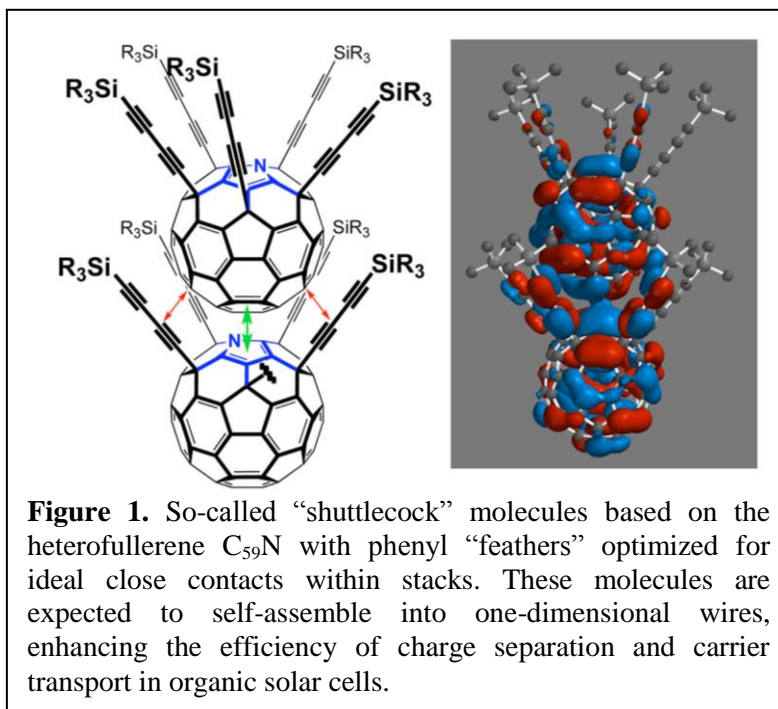 R₃Si
R₃Si
SiR₃
R₃Si
SiR₃
N
R₃Si
SiR₃
R₃Si
SiR₃
N
Figure 1. So-called “shuttlecock” molecules based on the
heterofullerene C₅₉N with phenyl “feathers” optimized for
ideal close contacts within stacks. These molecules are
expected to self-assemble into one-dimensional wires,
enhancing the efficiency of charge separation and carrier
transport in organic solar cells.